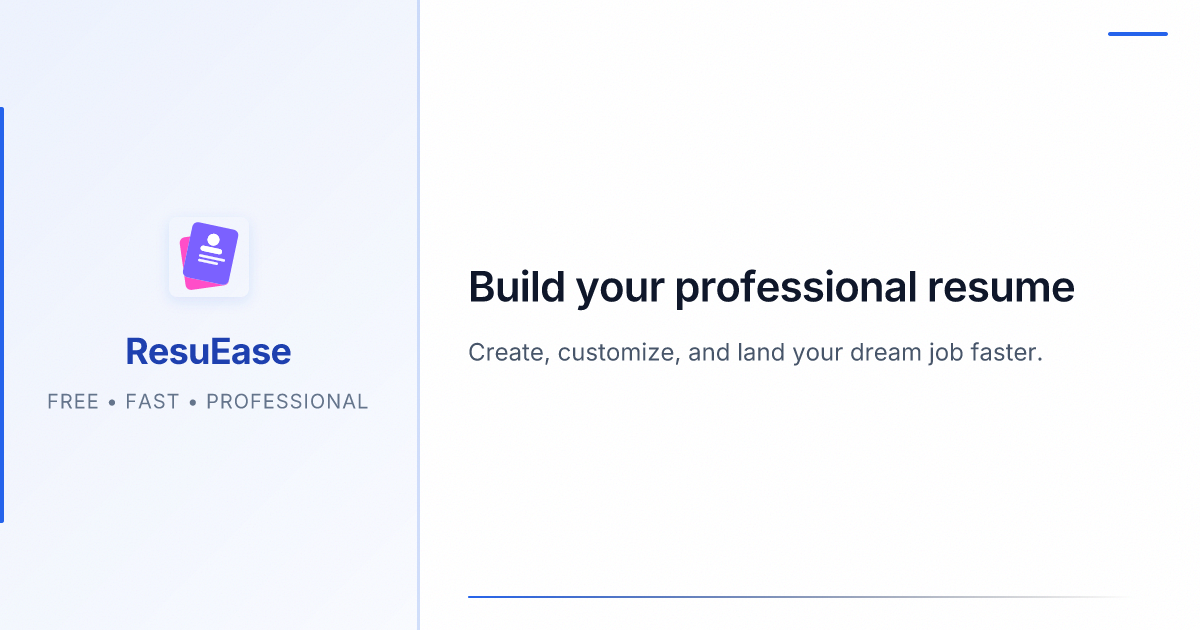 ResuEase
FREE • FAST • PROFESSIONAL
Build your professional resume
Create, customize, and land your dream job faster.